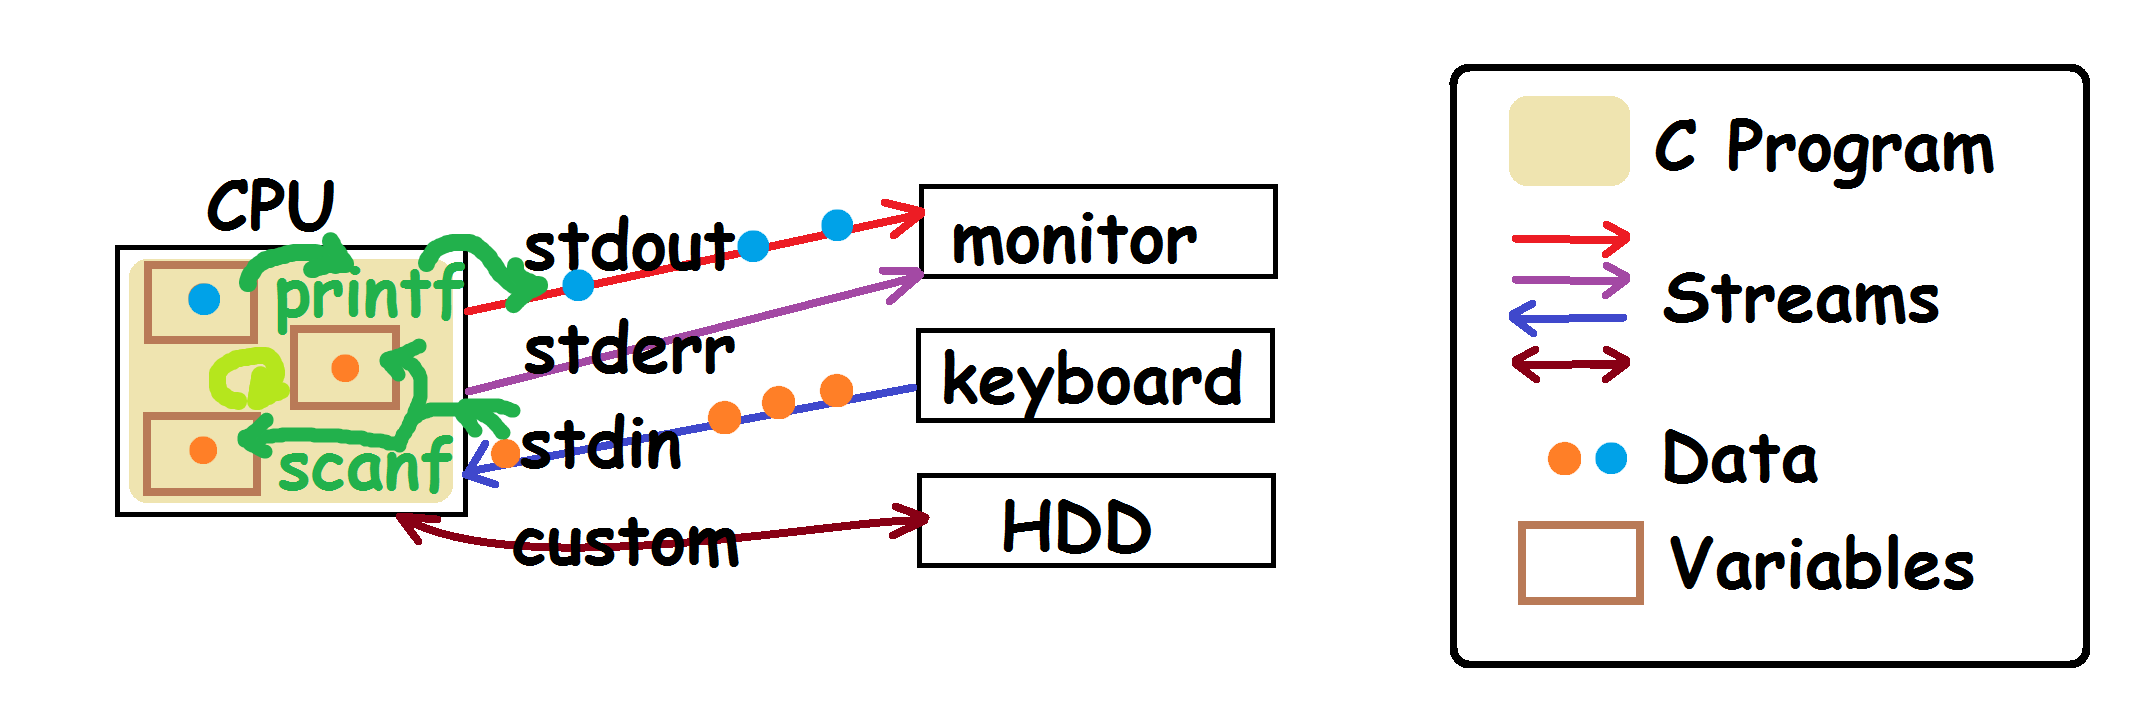 CPU
printf
scanf
stdout
stderr
stdin
custom
monitor
keyboard
HDD
C Program
Streams
Data
Variables